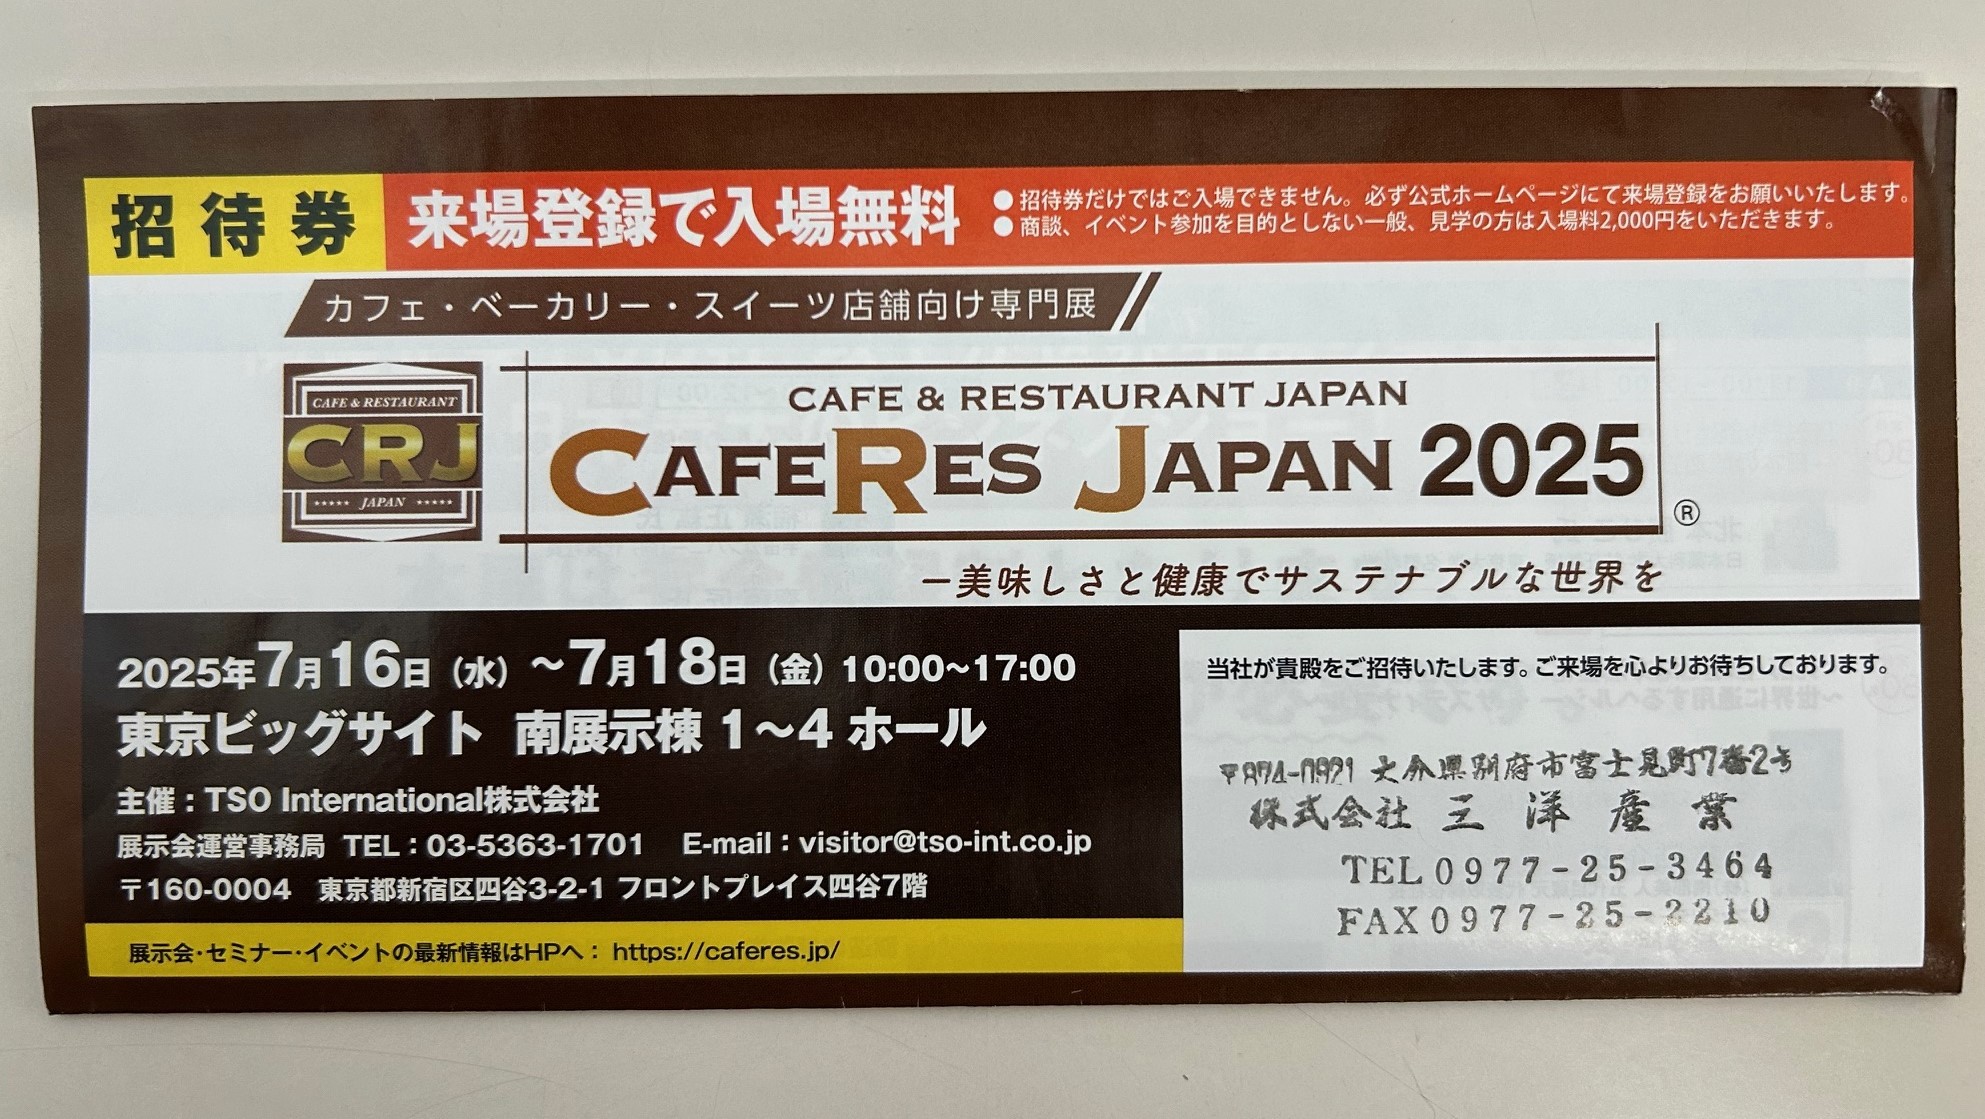 招待券
来場登録で入場無料
●招待券だけではご入場できません。必ず公式ホームページにて来場登録をお願いいたします。
●商談、イベント参加を目的としない一般、見学の方は入場料2,000円をいただきます。
カフェ・ベーカリー・スイーツ店舗向け専門展
CAFE & RESTAURANT
CRJ
★★★★★ JAPAN ★★★★★
CAFE & RESTAURANT JAPAN
CAFERES JAPAN 2025
®
ー美味しさと健康でサステナブルな世界を
2025年7月16日（水）～7月18日（金）10:00～17:00
東京ビッグサイト 南展示棟 1～4 ホール
主催：TSO International株式会社
展示会運営事務局 TEL：03-5363-1701 E-mail：visitor@tso-int.co.jp
〒160-0004 東京都新宿区四谷3-2-1 フロントプレイス四谷7階
展示会・セミナー・イベントの最新情報はHPへ： https://caferes.jp/
当社が貴殿をご招待いたします。ご来場を心よりお待ちしております。
〒874-0921 大分県別府市富士見町7番2号
株式会社 三洋産業
TEL0977-25-3464
FAX0977-25-2210